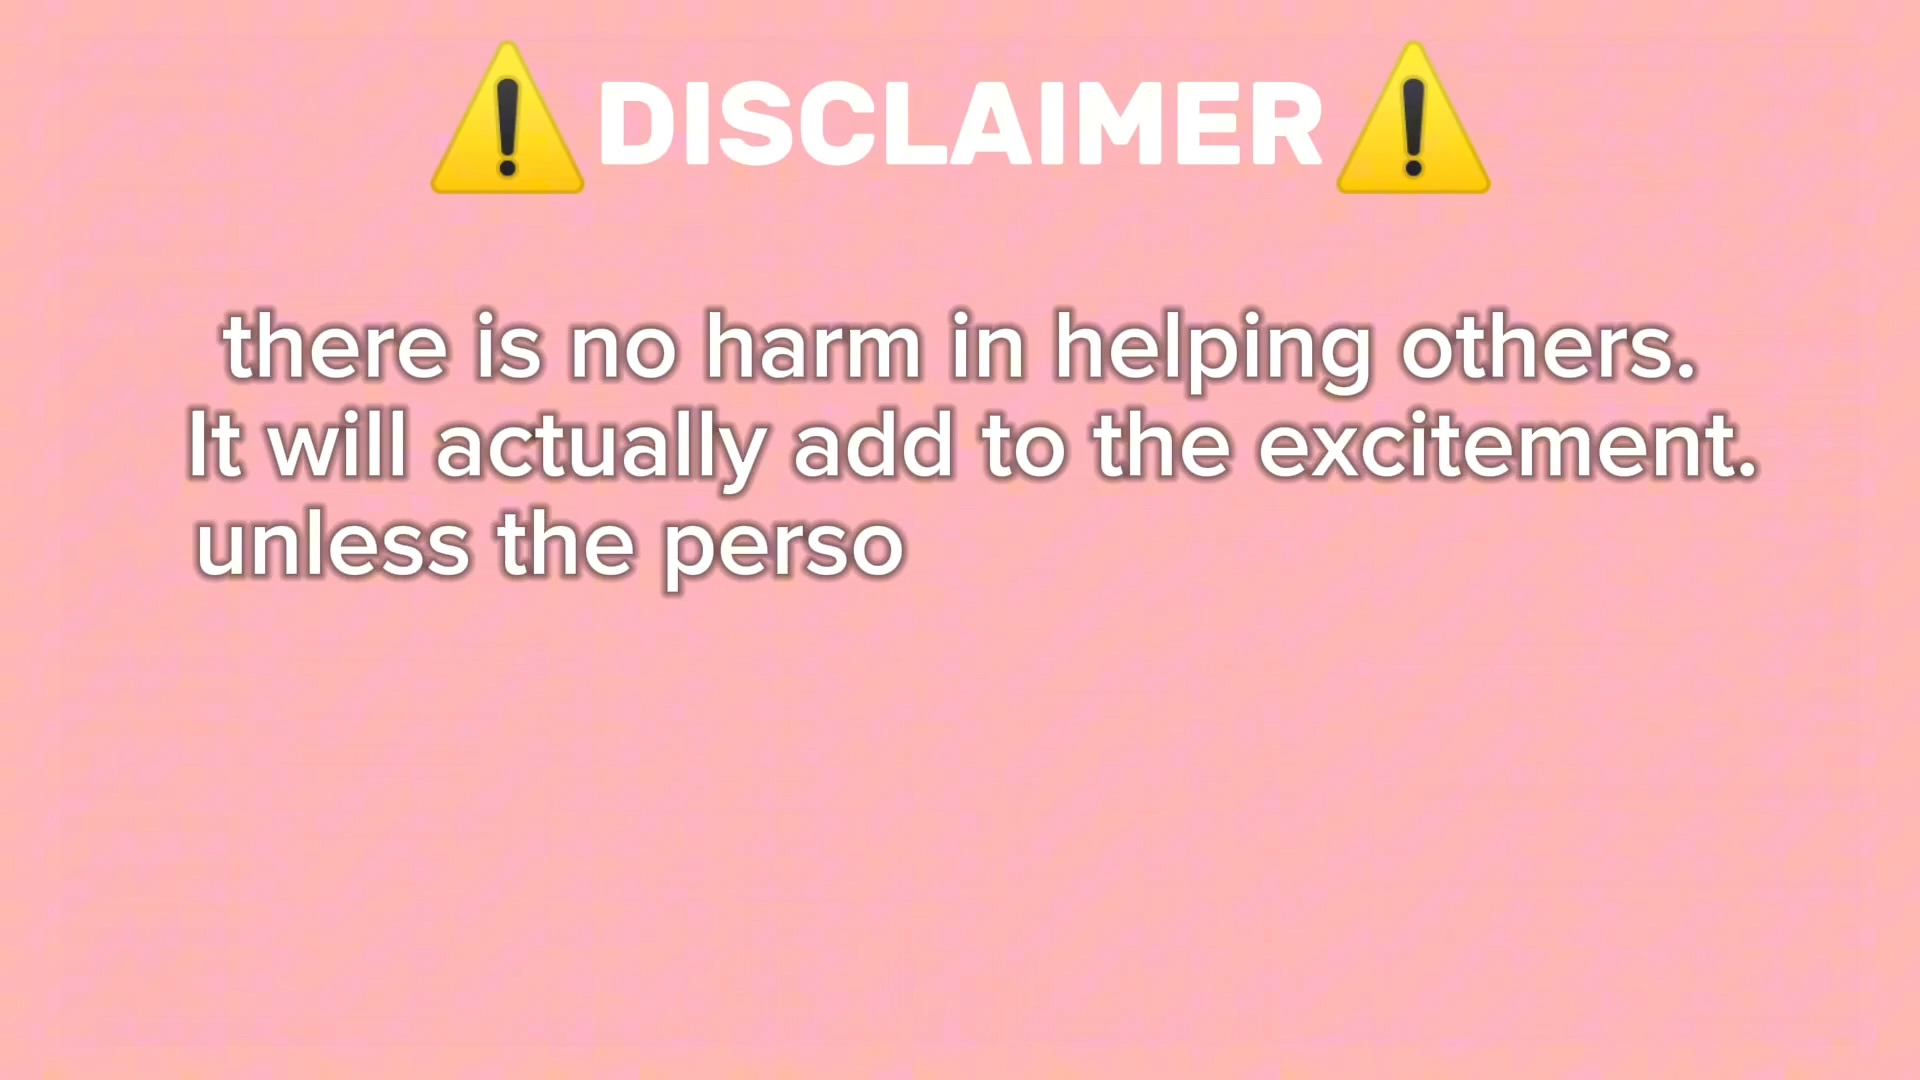 ⚠️DISCLAIMER⚠️
there is no harm in helping others.
It will actually add to the excitement.
unless the perso